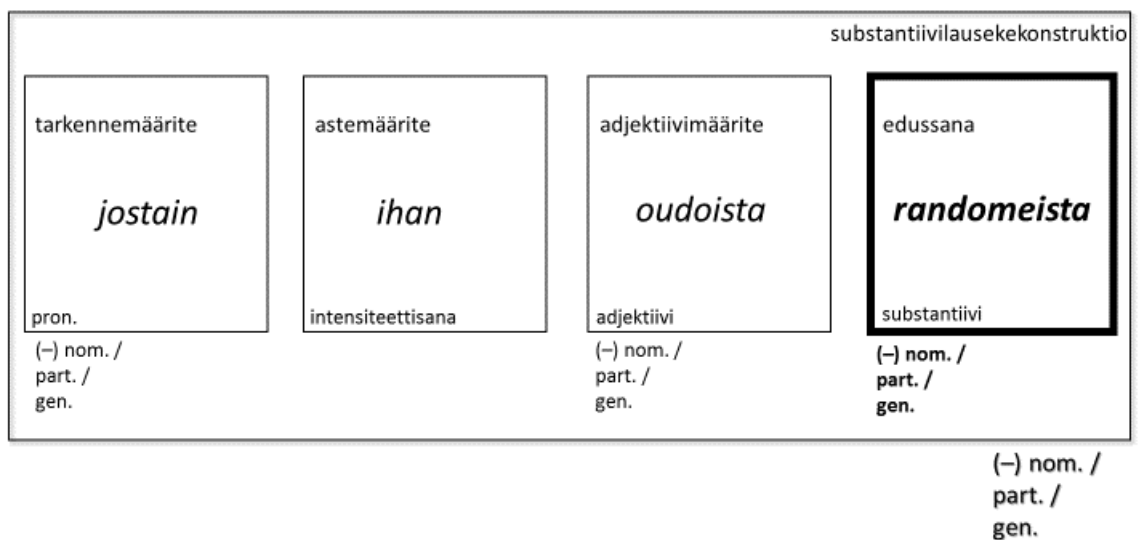 substantiivilausekekonstruktio
tarkennemäärite
jostain
pron.
(–) nom. /
part. /
gen.
astemäärite
ihan
intensiteettisana
adjektiivimäärite
oudoista
adjektiivi
(–) nom. /
part. /
gen.
edussana
randomeista
substantiivi
(–) nom. /
part. /
gen.
(–) nom. /
part. /
gen.